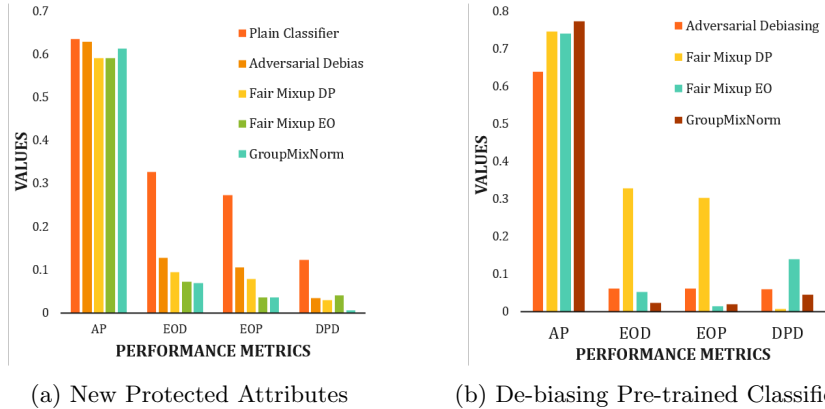 0.7
0.6
0.5
0.4
0.3
0.2
0.1
0
VALUES
Plain Classifier
Adversarial Debias
Fair Mixup DP
Fair Mixup EO
GroupMixNorm
AP EOD EOP DPD
PERFORMANCE METRICS
(a) New Protected Attributes
0.8
0.7
0.6
0.5
0.4
0.3
0.2
0.1
0
VALUES
Adversarial Debiasing
Fair Mixup DP
Fair Mixup EO
GroupMixNorm
AP EOD EOP DPD
PERFORMANCE METRICS
(b) De-biasing Pre-trained Classifie